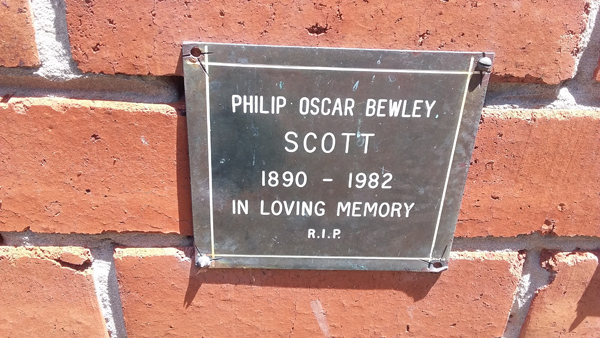 PHILIP OSCAR BEWLEY.
SCOTT
1890 - 1982
IN LOVING MEMORY
R.I.P.